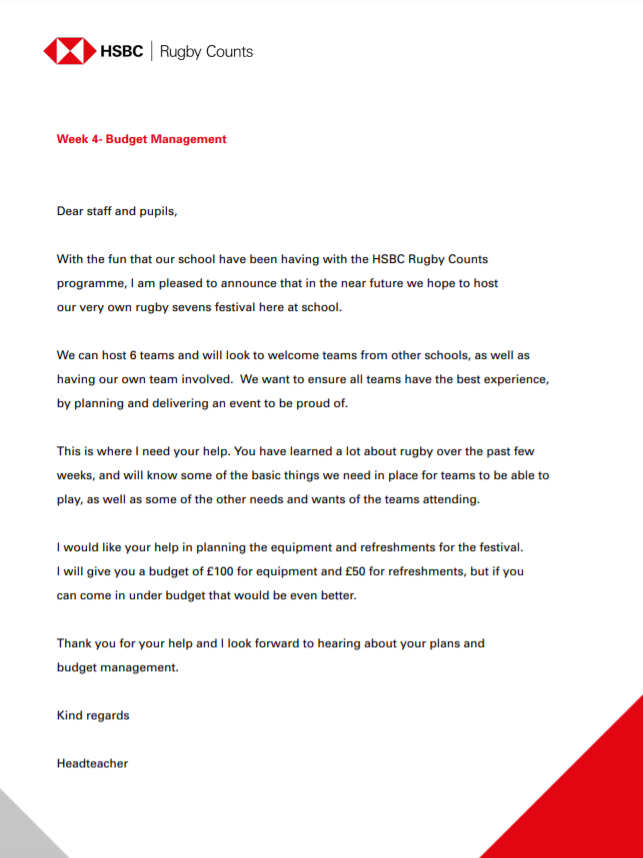 HSBC | Rugby Counts
Week 4- Budget Management
Dear staff and pupils,
With the fun that our school have been having with the HSBC Rugby Counts
programme, I am pleased to announce that in the near future we hope to host
our very own rugby sevens festival here at school.
We can host 6 teams and will look to welcome teams from other schools, as well as
having our own team involved.  We want to ensure all teams have the best experience,
by planning and delivering an event to be proud of.
This is where I need your help. You have learned a lot about rugby over the past few
weeks, and will know some of the basic things we need in place for teams to be able to
play, as well as some of the other needs and wants of the teams attending.
I would like your help in planning the equipment and refreshments for the festival.
I will give you a budget of £100 for equipment and £50 for refreshments, but if you
can come in under budget that would be even better.
Thank you for your help and I look forward to hearing about your plans and
budget management.
Kind regards
Headteacher